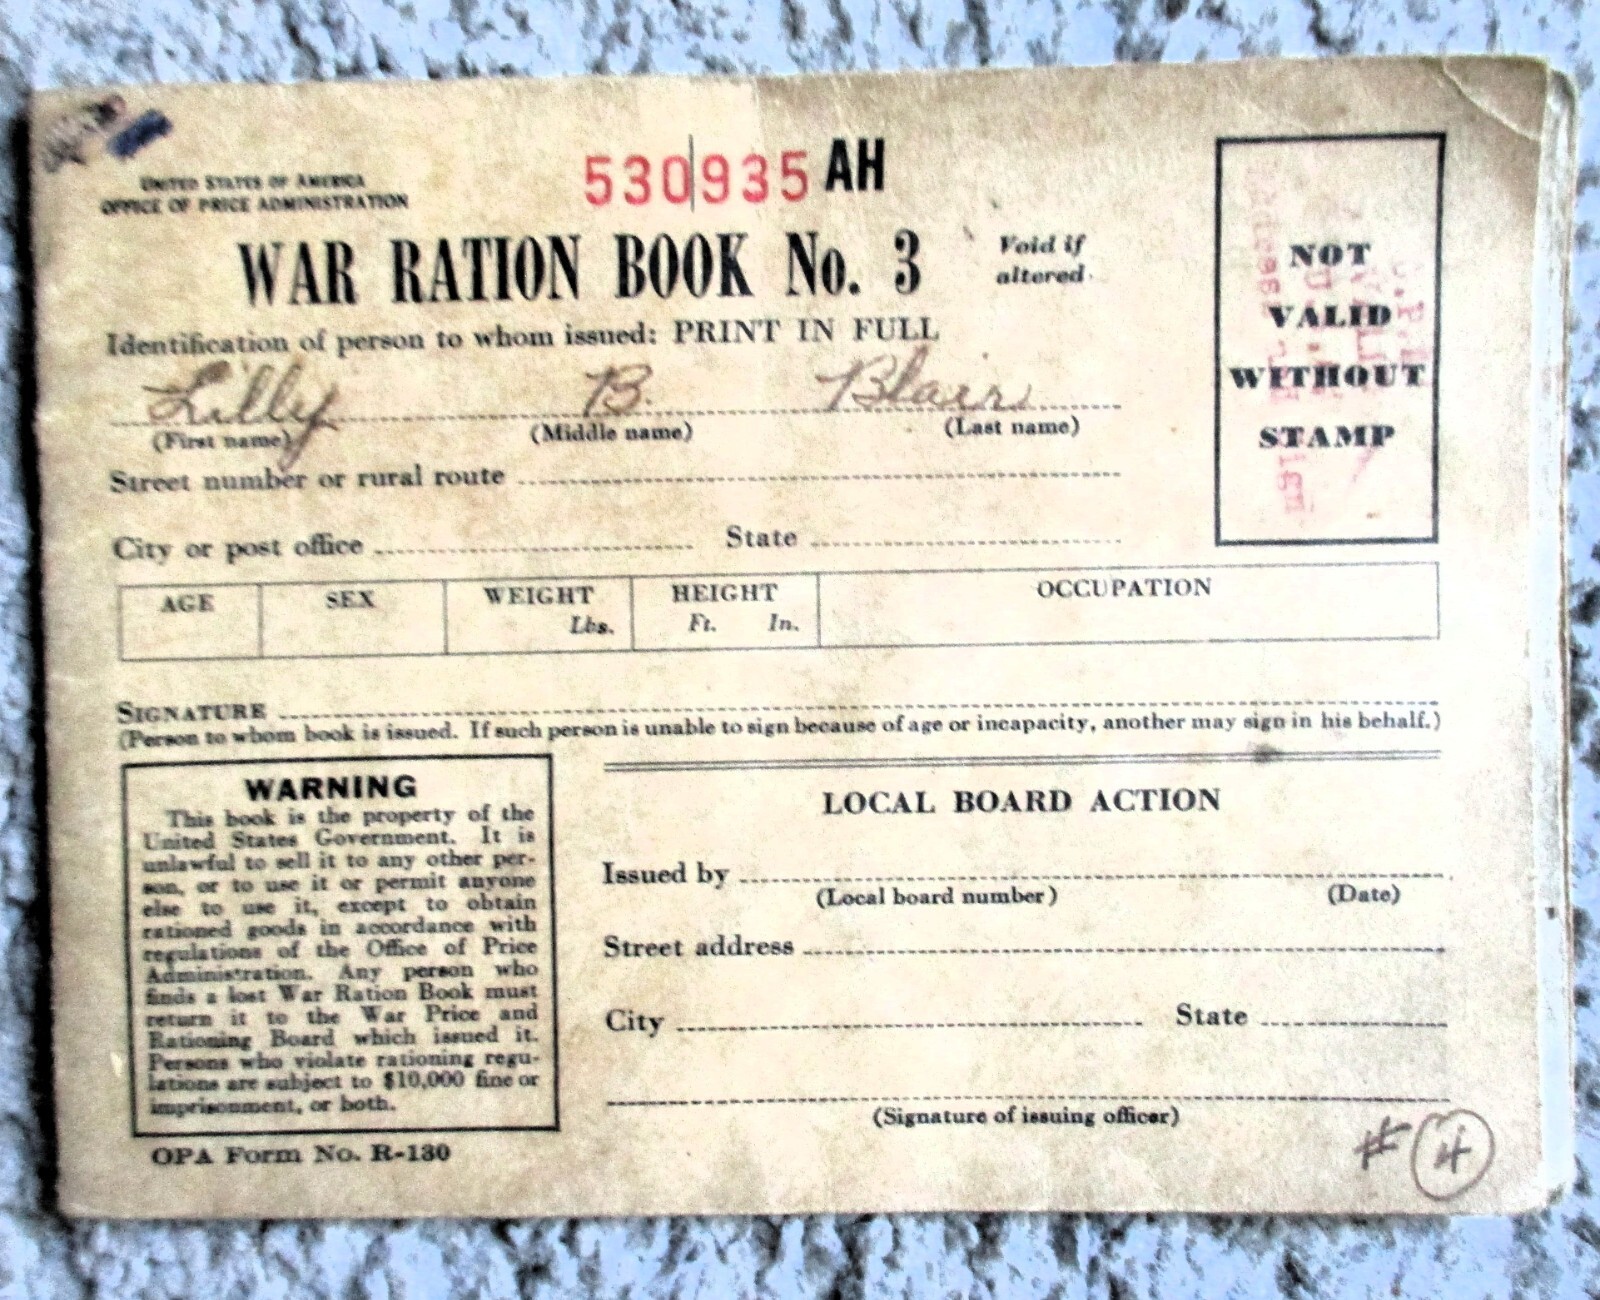 UNITED STATES OF AMERICA
OFFICE OF PRICE ADMINISTRATION
530935 AH
WAR RATION BOOK No. 3
Void if
altered
Identification of person to whom issued: PRINT IN FULL
Lilly B. Blair
(First name) (Middle name) (Last name)
Street number or rural route
City or post office State
NOT
VALID
WITHOUT
STAMP
AGE SEX WEIGHT HEIGHT OCCUPATION
Lbs. Ft. In.
SIGNATURE
(Person to whom book is issued. If such person is unable to sign because of age or incapacity, another may sign in his behalf.)
WARNING
This book is the property of the
United States Government. It is
unlawful to sell it to any other per-
son, or to use it or permit anyone
else to use it, except to obtain
rationed goods in accordance with
regulations of the Office of Price
Administration. Any person who
finds a lost War Ration Book must
return it to the War Price and
Rationing Board which issued it.
Persons who violate rationing regu-
lations are subject to $10,000 fine or
imprisonment, or both.
OPA Form No. R-130
LOCAL BOARD ACTION
Issued by
(Local board number) (Date)
Street address
City State
(Signature of issuing officer)
# 4